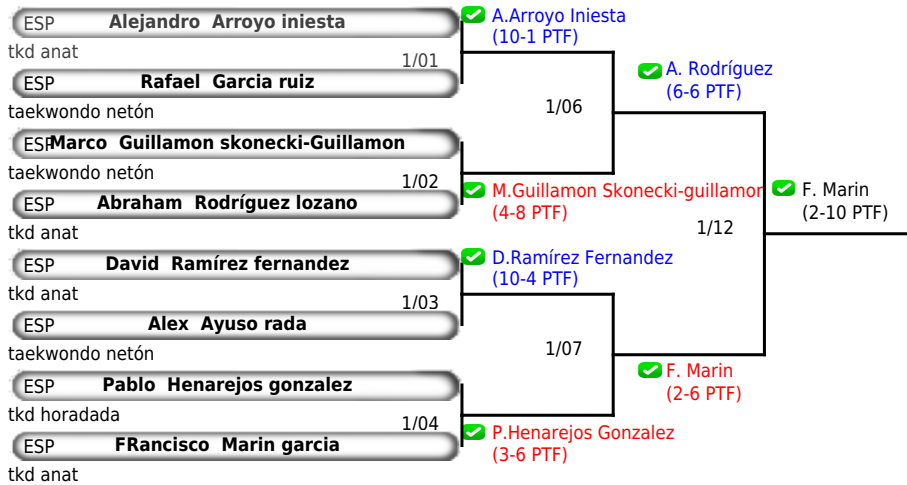 ESP Alejandro Arroyo iniesta
tkd anat
1/01
ESP Rafael Garcia ruiz
taekwondo netón
ESP Marco Guillamon skonecki-Guillamon
taekwondo netón
1/02
ESP Abraham Rodríguez lozano
tkd anat
ESP David Ramírez fernandez
tkd anat
1/03
ESP Alex Ayuso rada
taekwondo netón
ESP Pablo Henarejos gonzalez
tkd horadada
1/04
ESP FRancisco Marin garcia
tkd anat
A.Arroyo Iniesta
(10-1 PTF)
1/06
M.Guillamon Skonecki-guillamon
(4-8 PTF)
D.Ramírez Fernandez
(10-4 PTF)
1/07
P.Henarejos Gonzalez
(3-6 PTF)
A. Rodríguez
(6-6 PTF)
1/12
F. Marin
(2-6 PTF)
F. Marin
(2-10 PTF)